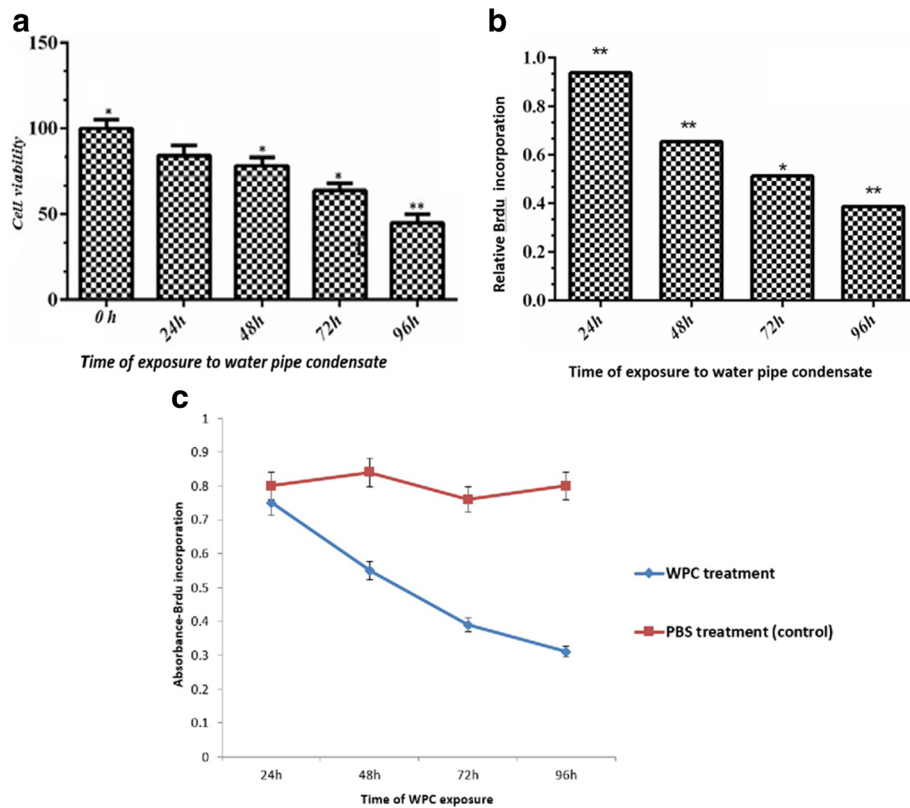 a
150
100
50
0
Cell viability
*
*
*
**
0 h
24h
48h
72h
96h
Time of exposure to water pipe condensate
b
1.0
0.8
0.6
0.4
0.2
0.0
Relative Brdu incorporation
**
**
*
**
24h
48h
72h
96h
Time of exposure to water pipe condensate
c
1
0.9
0.8
0.7
0.6
0.5
0.4
0.3
0.2
0.1
0
Absorbance-Brdu incorporation
24h
48h
72h
96h
Time of WPC exposure
WPC treatment
PBS treatment (control)